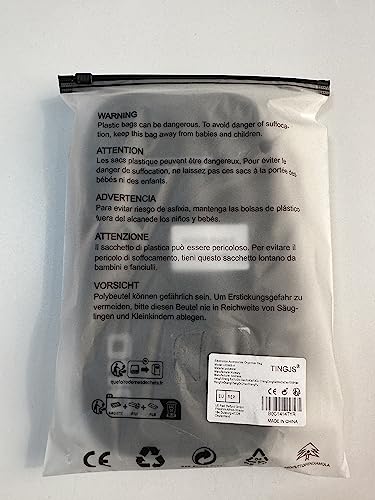 WARNING
Plastic bags can be dangerous. To avoid danger of suffoca-
tion, keep this bag away from babies and children.
ATTENTION
Les sacs plastique peuvent être dangereux. Pour éviter le
danger de suffocation, ne laissez pas ces sacs à la portée des
bébés ni des enfants.
ADVERTENCIA
Para evitar riesgo de asfixia, mantenga las bolsas de plástico
fuera del alcanede los niños y bebés.
ATTENZIONE
Il sacchetto di plastica può essere pericoloso. Per evitare il
pericolo di soffocamento, tieni questo sacchetto lontano da
bambini e fanciulli.
VORSICHT
Polybeutel können gefährlich sein. Um Erstickungsgefahr zu
vermeiden, bitte diesen Beute nie in Reichweite von Säug-
lingen und Kleinkindern ablegen.
TINGJS
MADE IN CHINA